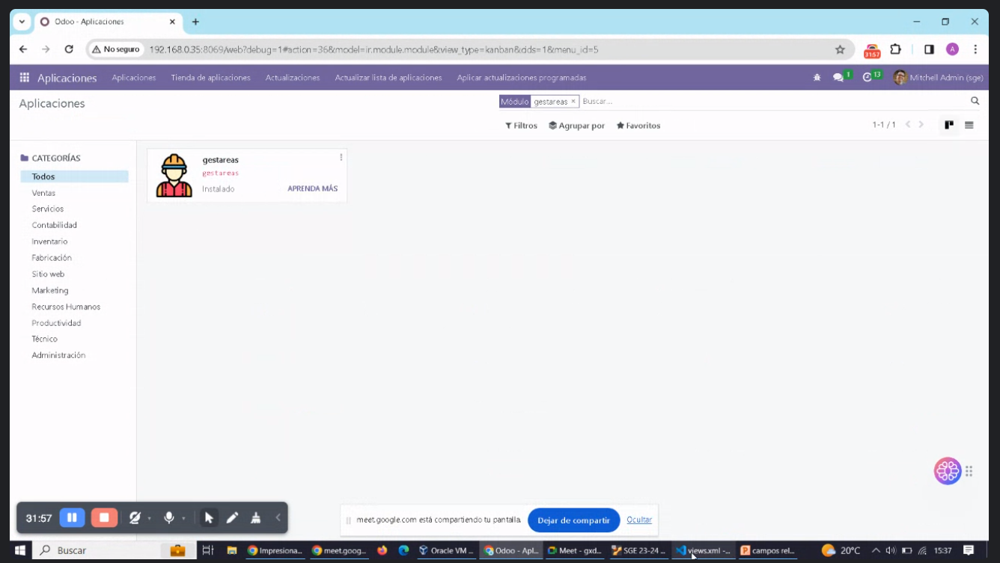 Odoo - Aplicaciones
No seguro 192.168.0.35:8069/web?debug=1#action=36&model=ir.module.module&view_type=kanban&cids=1&menu_id=5
31:57
A
Aplicaciones Aplicaciones Tienda de aplicaciones Actualizaciones Actualizar lista de aplicaciones Aplicar actualizaciones programadas 1 13 Mitchell Admin (sge)
Aplicaciones
Módulo gestareas × Buscar...
Filtros Agrupar por Favoritos 1-1 / 1
CATEGORÍAS
Todos
Ventas
Servicios
Contabilidad
Inventario
Fabricación
Sitio web
Marketing
Recursos Humanos
Productividad
Técnico
Administración
gestareas
gestareas
Instalado APRENDA MÁS
31:57
meet.google.com está compartiendo tu pantalla. Dejar de compartir Ocultar
Buscar Impresiona... meet.goog... Oracle VM ... Odoo - Apl... Meet - gxd... SGE 23-24 ... views.xml -... campos rel... 20°C 15:37